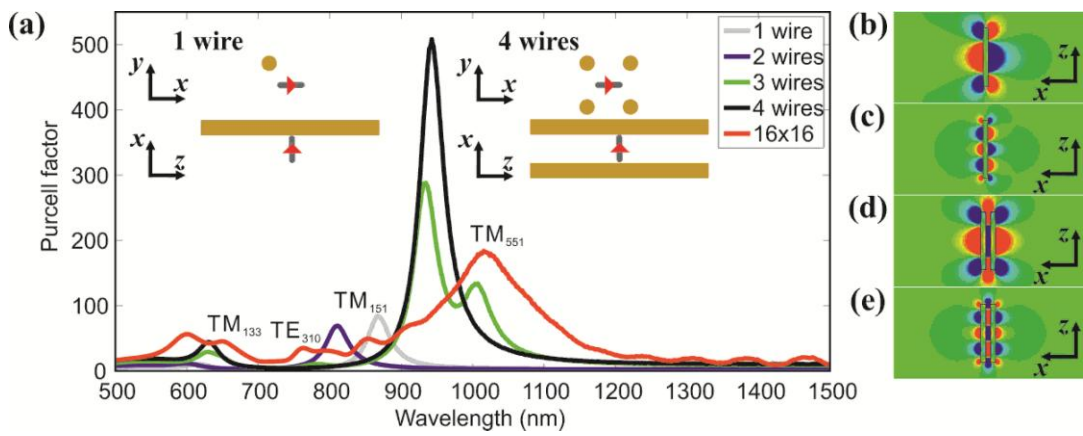 (a)
500
400
300
200
100
0
Purcell factor
1 wire
y
x
x
z
4 wires
y
x
x
z
1 wire
2 wires
3 wires
4 wires
16x16
TM133
TE310
TM151
TM551
500 600 700 800 900 1000 1100 1200 1300 1400 1500
Wavelength (nm)
(b)
z
x
(c)
z
x
(d)
z
x
(e)
z
x